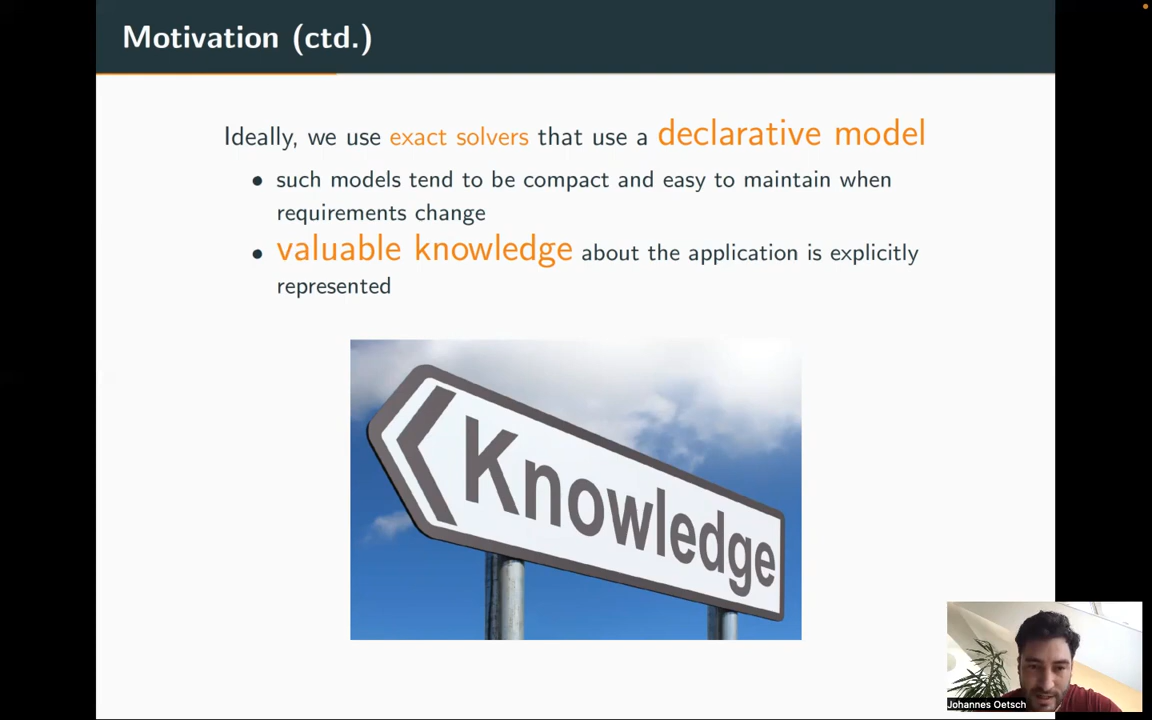 Motivation (ctd.)
Ideally, we use exact solvers that use a declarative model
• such models tend to be compact and easy to maintain when
requirements change
• valuable knowledge about the application is explicitly
represented
Knowledge
Johannes Oetsch